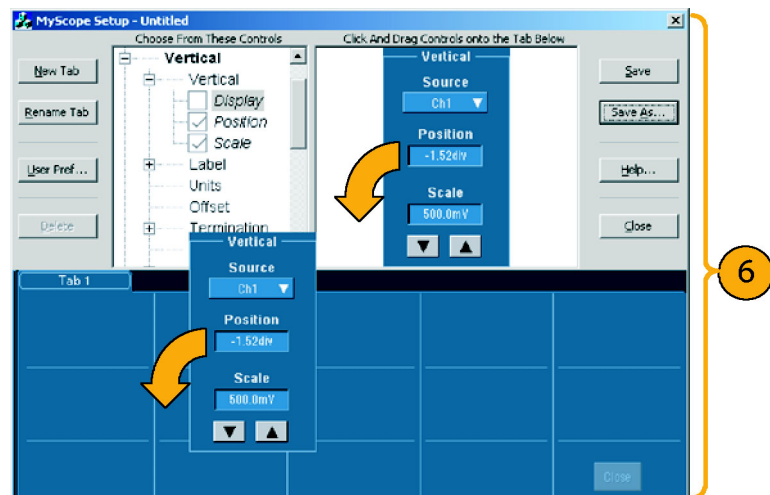 MyScope Setup - Untitled
Choose From These Controls
Click And Drag Controls onto the Tab Below
New Tab
Rename Tab
User Pref...
Delete
Vertical
Vertical
Display
Position
Scale
Label
Units
Offset
Termination
Vertical
Source
Ch1
Position
-1.52div
Scale
500.0mV
Save
Save As...
Help...
Close
6
Tab 1
Vertical
Source
Ch1
Position
-1.52div
Scale
500.0mV
Close